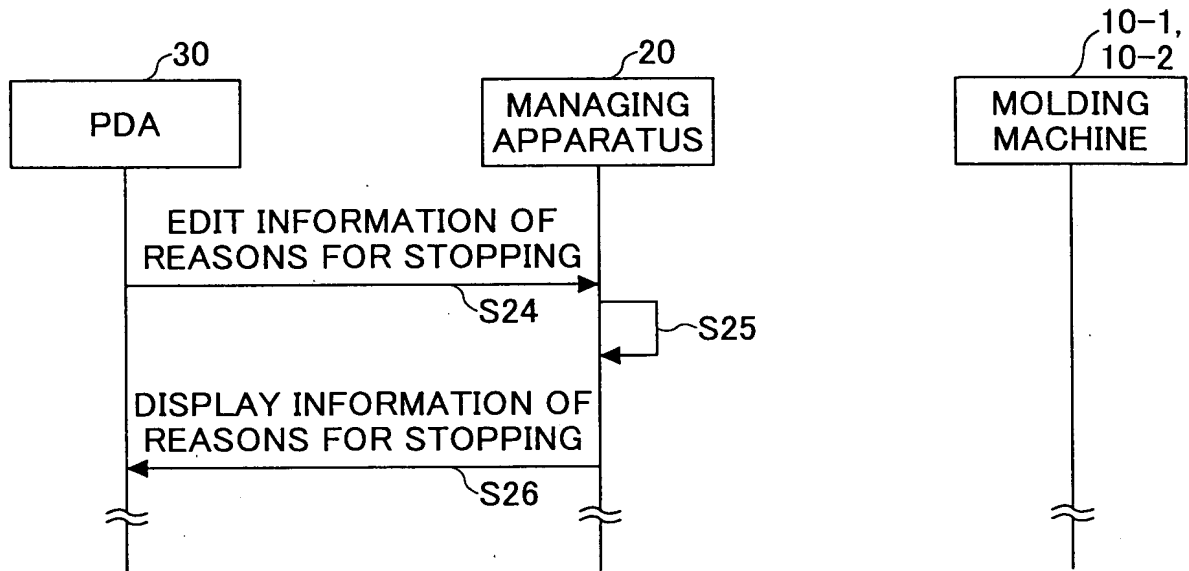 30
20
10-1,
10-2
PDA
MANAGING
APPARATUS
MOLDING
MACHINE
EDIT INFORMATION OF
REASONS FOR STOPPING
S24
S25
DISPLAY INFORMATION OF
REASONS FOR STOPPING
S26